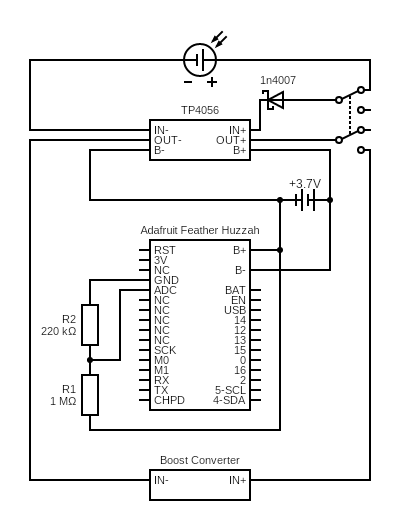 - +
1n4007
TP4056
IN- IN+
OUT- OUT+
B- B+
+3.7V
Adafruit Feather Huzzah
RST B+
3V
NC B-
GND
ADC BAT
NC EN
NC USB
NC 14
NC 12
NC 13
SCK 15
M0 0
M1 16
RX 2
TX 5-SCL
CHPD 4-SDA
R2
220 kΩ
R1
1 MΩ
Boost Converter
IN- IN+